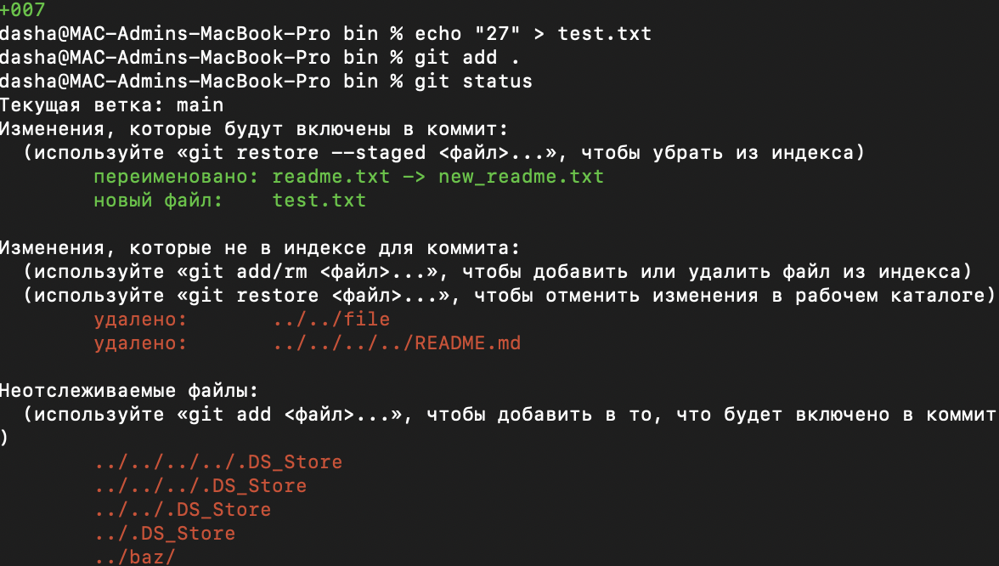 +007
dasha@MAC-Admins-MacBook-Pro bin % echo "27" > test.txt
dasha@MAC-Admins-MacBook-Pro bin % git add .
dasha@MAC-Admins-MacBook-Pro bin % git status
Текущая ветка: main
Изменения, которые будут включены в коммит:
  (используйте «git restore --staged <файл>...», чтобы убрать из индекса)
        переименовано: readme.txt -> new_readme.txt
        новый файл:    test.txt

Изменения, которые не в индексе для коммита:
  (используйте «git add/rm <файл>...», чтобы добавить или удалить файл из индекса)
  (используйте «git restore <файл>...», чтобы отменить изменения в рабочем каталоге)
        удалено:       ../../file
        удалено:       ../../../../README.md

Неотслеживаемые файлы:
  (используйте «git add <файл>...», чтобы добавить в то, что будет включено в коммит
)
        ../../../../.DS_Store
        ../../../.DS_Store
        ../../.DS_Store
        ../.DS_Store
        ../baz/